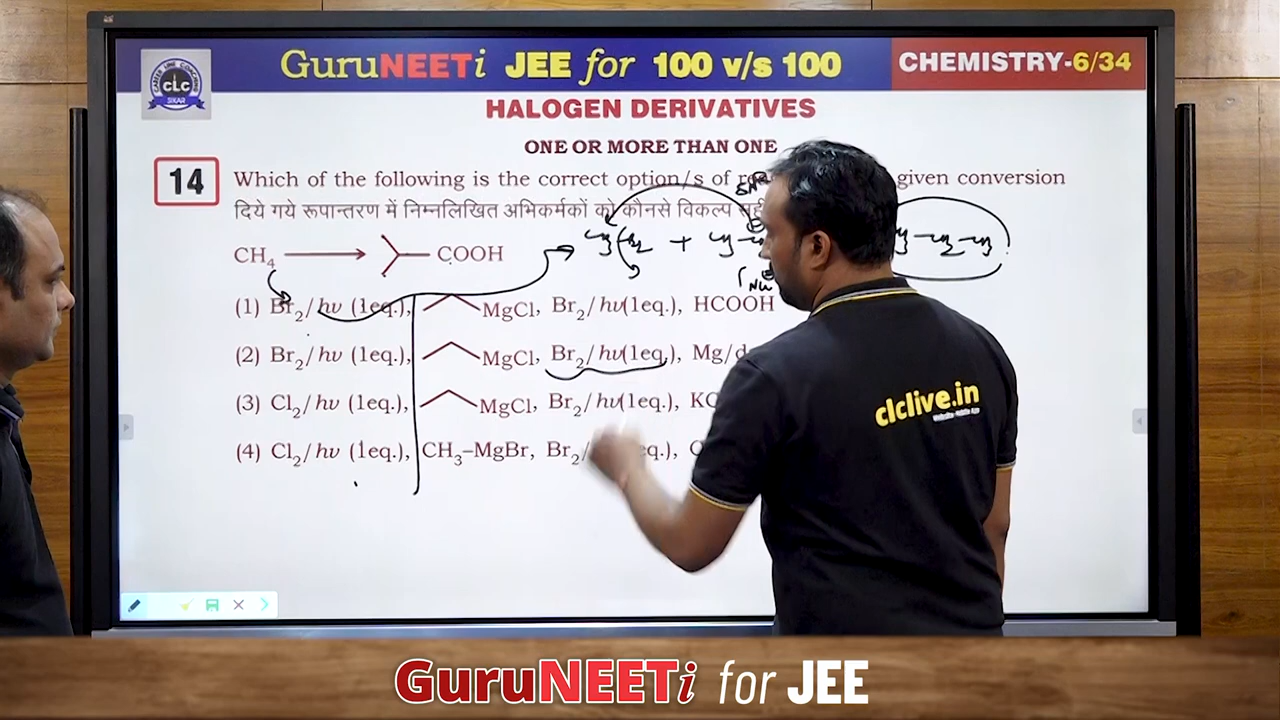 GuruNEETi JEE for 100 v/s 100
CHEMISTRY-6/34
CLC
SIKAR
HALOGEN DERIVATIVES
ONE OR MORE THAN ONE
14
Which of the following is the correct option/s of given conversion
दिये गये रूपान्तरण में निम्नलिखित अभिकर्मकों को कौनसे विकल्प
CH₄ ⟶ COOH
(1) Br₂/hν (1eq.), MgCl, Br₂/hν(1eq.), HCOOH
(2) Br₂/hν (1eq.), MgCl, Br₂/hν(1eq.), Mg/
(3) Cl₂/hν (1eq.), MgCl, Br₂/hν(1eq.),
(4) Cl₂/hν (1eq.), CH₃–MgBr, Br₂/
clclive.in
GuruNEETi for JEE